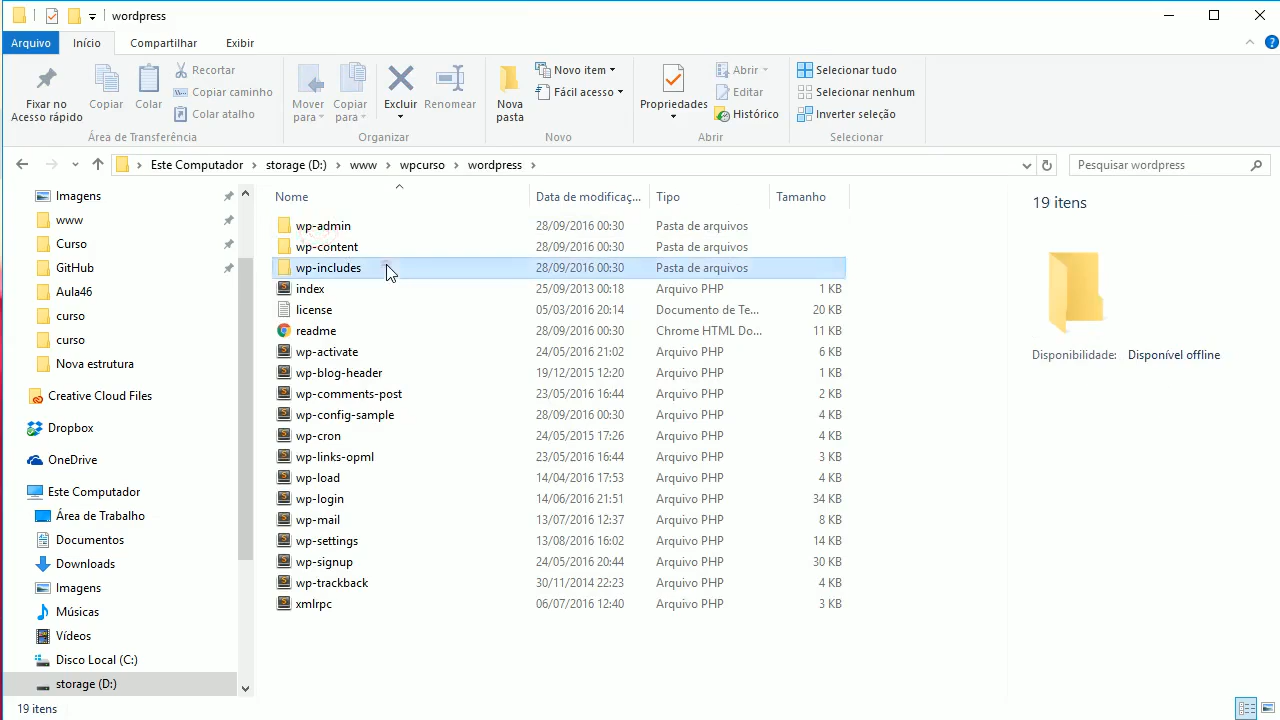 wordpress
Arquivo Início Compartilhar Exibir
Fixar no Acesso rápido
Copiar
Colar
Recortar
Copiar caminho
Colar atalho
Área de Transferência
Mover para
Copiar para
Excluir
Renomear
Organizar
Nova pasta
Novo item
Fácil acesso
Novo
Propriedades
Abrir
Editar
Histórico
Abrir
Selecionar tudo
Selecionar nenhum
Inverter seleção
Selecionar
Este Computador › storage (D:) › www › wpcurso › wordpress ›
Pesquisar wordpress
Imagens
www
Curso
GitHub
Aula46
curso
curso
Nova estrutura
Creative Cloud Files
Dropbox
OneDrive
Este Computador
Área de Trabalho
Documentos
Downloads
Imagens
Músicas
Vídeos
Disco Local (C:)
storage (D:)
Nome Data de modificaç... Tipo Tamanho
wp-admin 28/09/2016 00:30 Pasta de arquivos
wp-content 28/09/2016 00:30 Pasta de arquivos
wp-includes 28/09/2016 00:30 Pasta de arquivos
index 25/09/2013 00:18 Arquivo PHP 1 KB
license 05/03/2016 20:14 Documento de Te... 20 KB
readme 28/09/2016 00:30 Chrome HTML Do... 11 KB
wp-activate 24/05/2016 21:02 Arquivo PHP 6 KB
wp-blog-header 19/12/2015 12:20 Arquivo PHP 1 KB
wp-comments-post 23/05/2016 16:44 Arquivo PHP 2 KB
wp-config-sample 28/09/2016 00:30 Arquivo PHP 4 KB
wp-cron 24/05/2015 17:26 Arquivo PHP 4 KB
wp-links-opml 23/05/2016 16:44 Arquivo PHP 3 KB
wp-load 14/04/2016 17:53 Arquivo PHP 4 KB
wp-login 14/06/2016 21:51 Arquivo PHP 34 KB
wp-mail 13/07/2016 12:37 Arquivo PHP 8 KB
wp-settings 13/08/2016 16:02 Arquivo PHP 14 KB
wp-signup 24/05/2016 20:44 Arquivo PHP 30 KB
wp-trackback 30/11/2014 22:23 Arquivo PHP 4 KB
xmlrpc 06/07/2016 12:40 Arquivo PHP 3 KB
19 itens
Disponibilidade: Disponível offline
19 itens